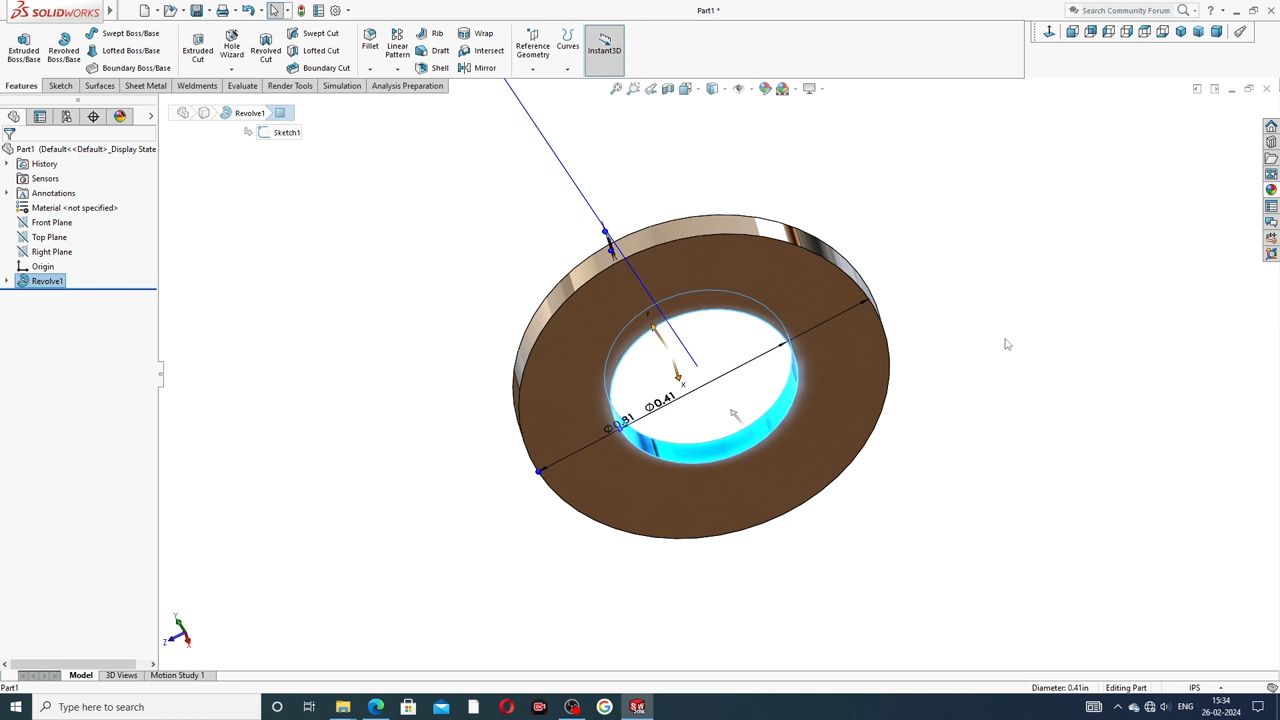 SOLIDWORKS
Part1 *
Search Community Forum
Extruded Boss/Base
Revolved Boss/Base
Swept Boss/Base
Lofted Boss/Base
Boundary Boss/Base
Extruded Cut
Hole Wizard
Revolved Cut
Swept Cut
Lofted Cut
Boundary Cut
Fillet
Linear Pattern
Rib
Draft
Shell
Wrap
Intersect
Mirror
Reference Geometry
Curves
Instant3D
Features
Sketch
Surfaces
Sheet Metal
Weldments
Evaluate
Render Tools
Simulation
Analysis Preparation
Revolve1
Sketch1
Part1 (Default<<Default>_Display State
History
Sensors
Annotations
Material <not specified>
Front Plane
Top Plane
Right Plane
Origin
Revolve1
Y
X
Ø0.81
Ø0.41
Y
Z
X
Model
3D Views
Motion Study 1
Part1
Diameter: 0.41in
Editing Part
IPS
Type here to search
ENG
15:34
26-02-2024